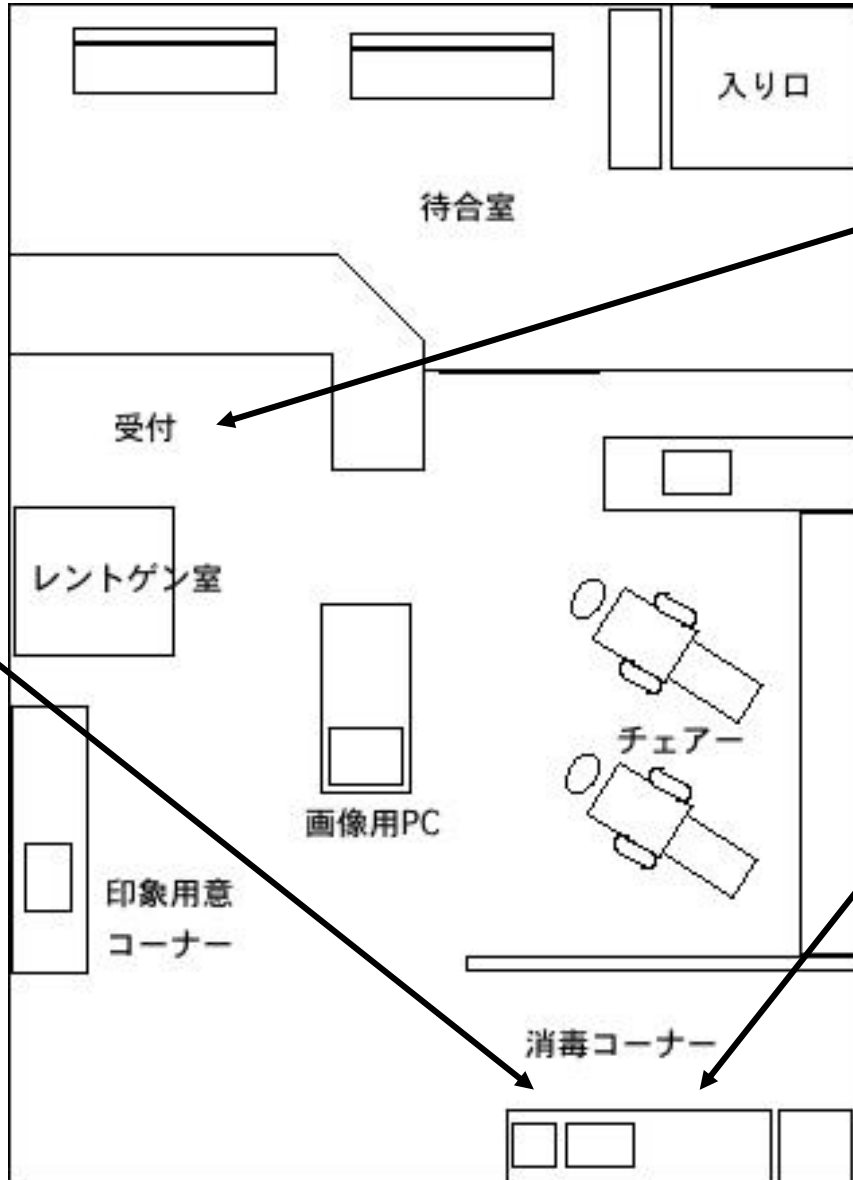 入り口
待合室
受付
レントゲン室
チェアー
画像用PC
印象用意
コーナー
消毒コーナー